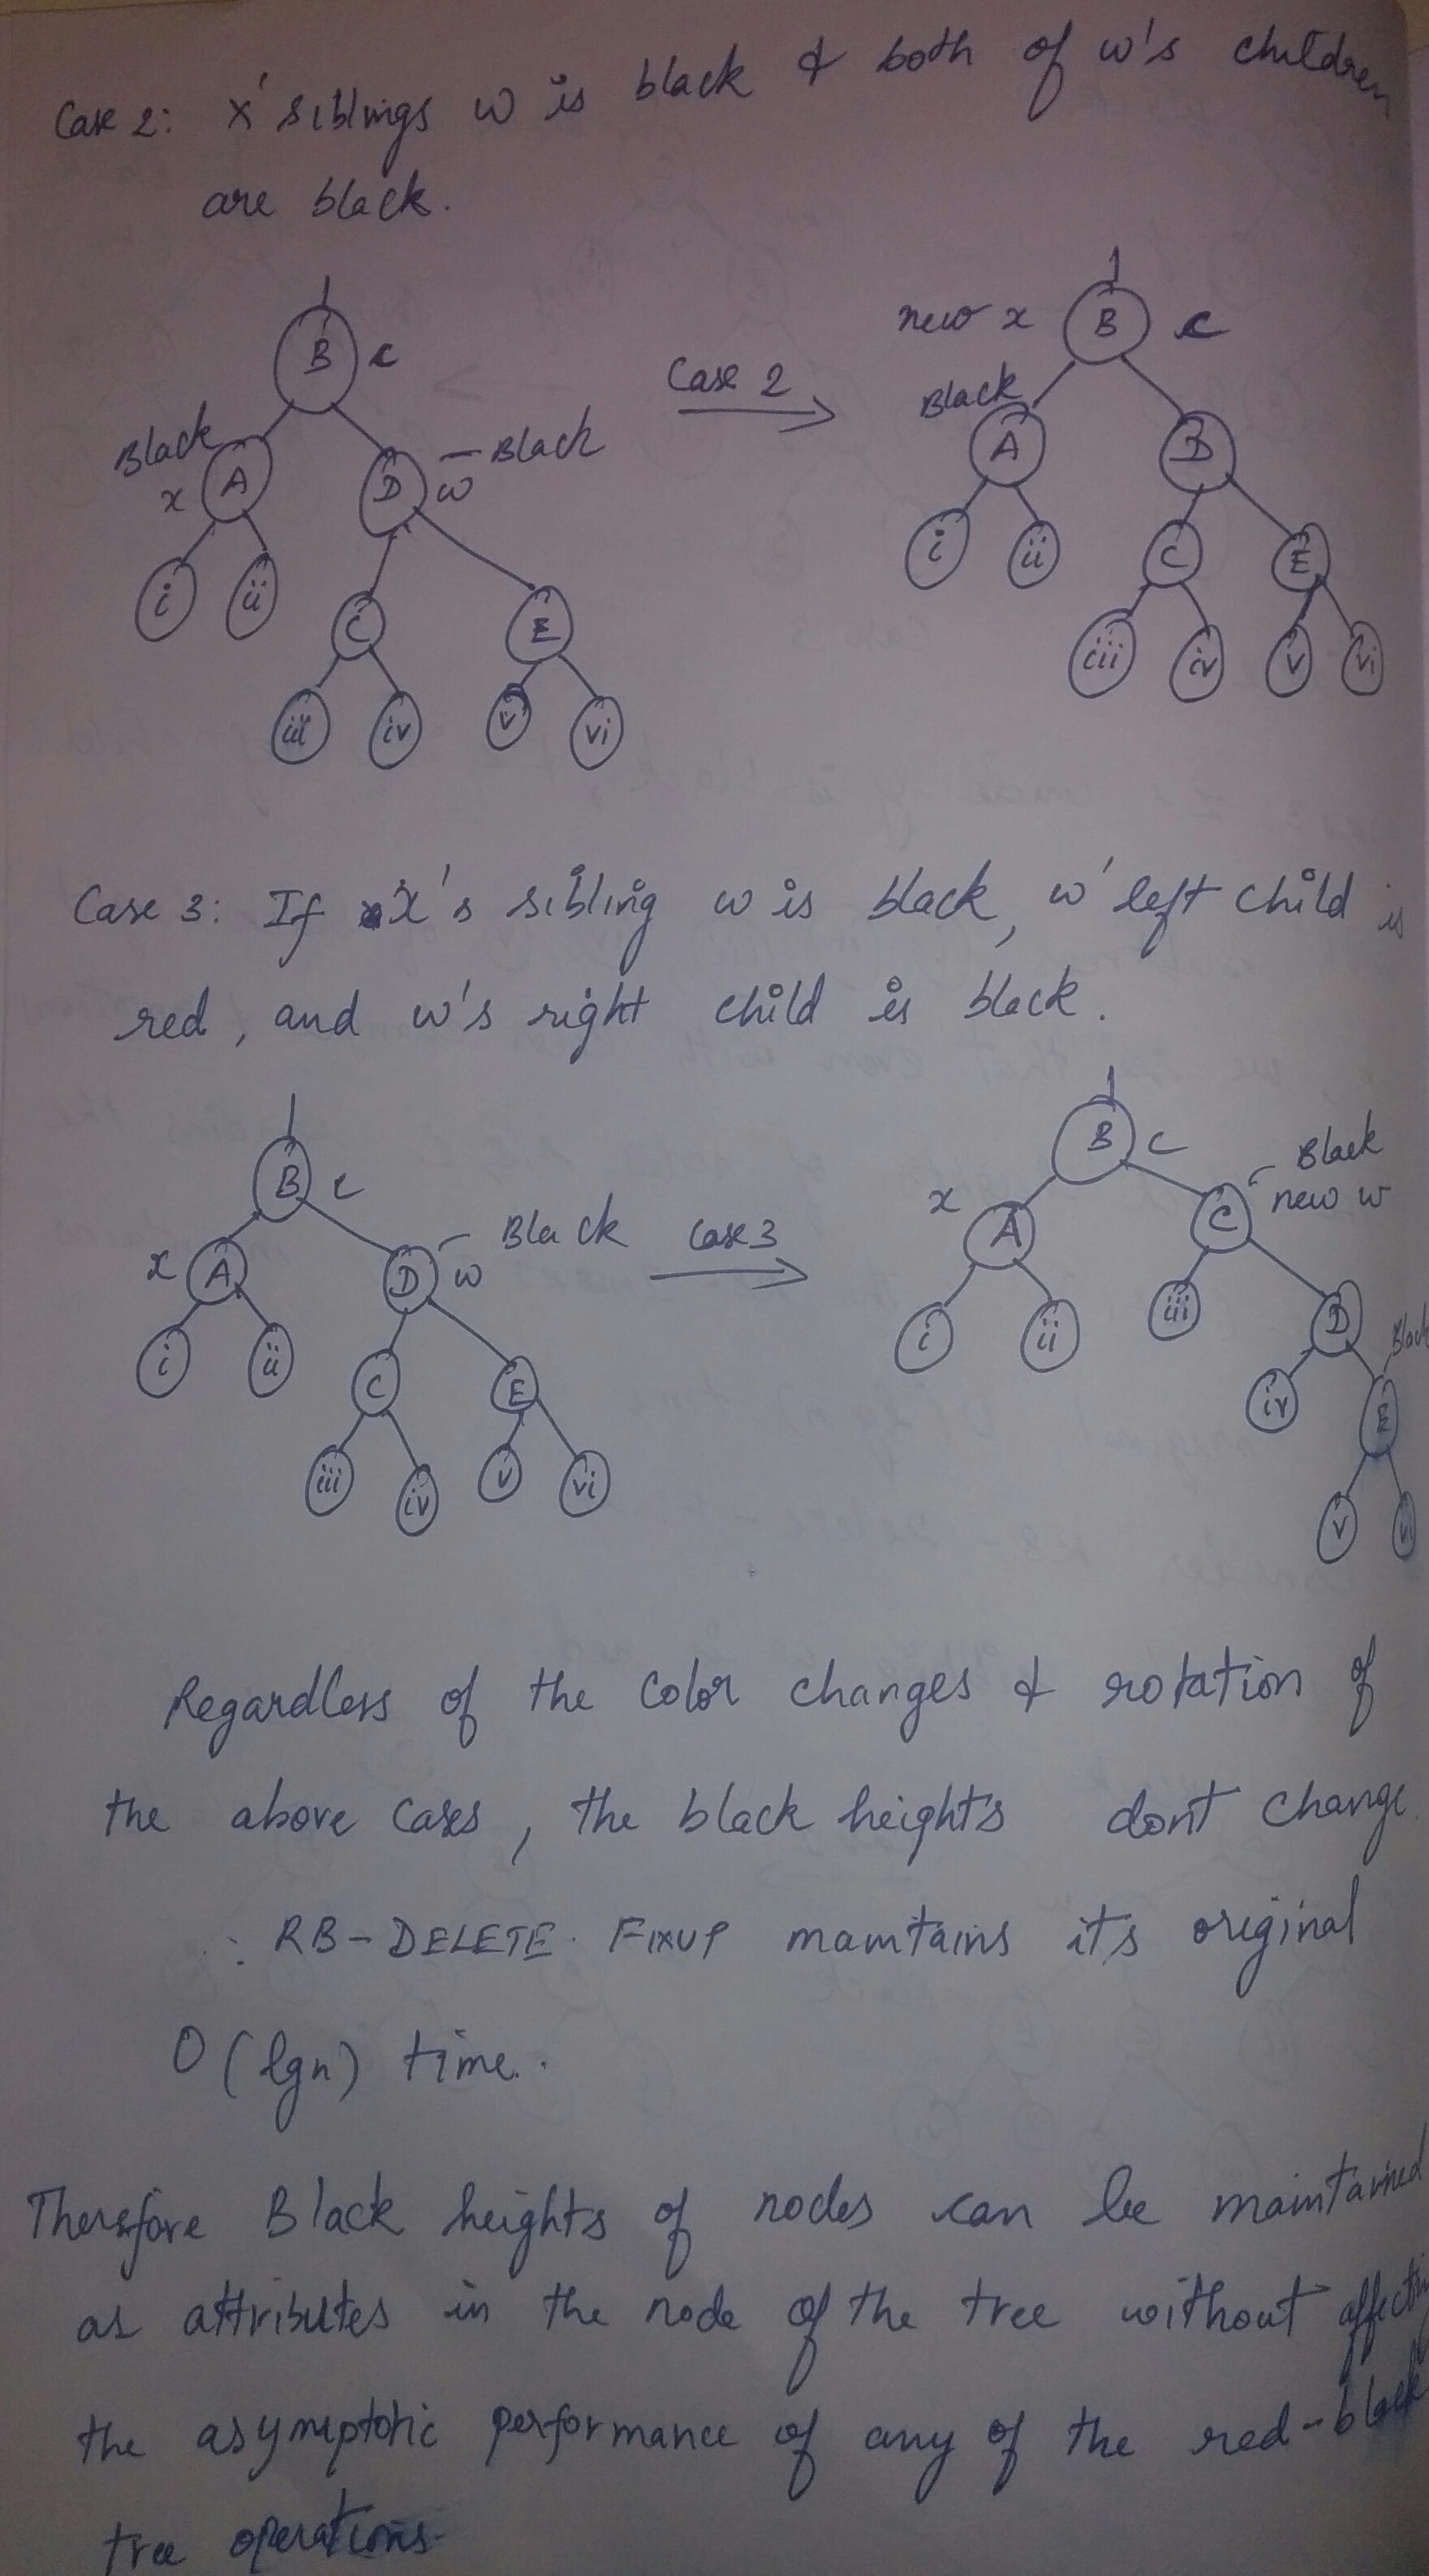 Case 2: x' siblings w is black & both of w's children
are black.
B c
Black
x A D w - Black
i ii C E
iii iv v vi
Case 2
new x B c
Black
A D
i ii C E
iii iv v vi
Case 3: If x's sibling w is black, w' left child is
red, and w's right child is black.
B c
x A D w - Black
i ii C E
iii iv v vi
Case 3
B c
x A C - Black
new w
i ii iii D
iv E Black
v vi
Regardless of the color changes & rotation of
the above cases, the black heights dont change.
∴ RB-DELETE. FIXUP maintains its original
O(lgn) time.
Therefore Black heights of nodes can be maintained
as attributes in the node of the tree without affecting
the asymptotic performance of any of the red-black
tree operations.